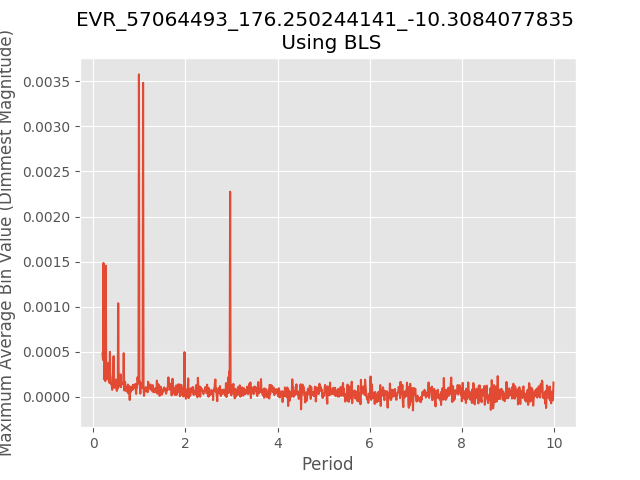 EVR_57064493_176.250244141_-10.3084077835
Using BLS
Maximum Average Bin Value (Dimmest Magnitude)
0.0035
0.0030
0.0025
0.0020
0.0015
0.0010
0.0005
0.0000
0 2 4 6 8 10
Period